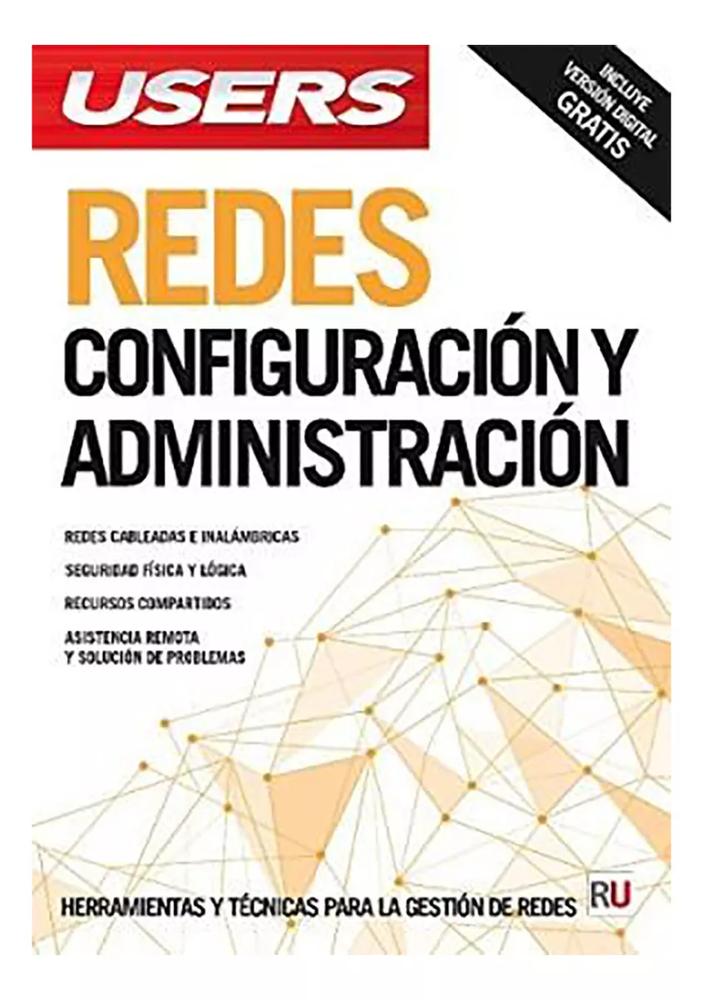 USERS
INCLUYE
VERSIÓN DIGITAL
GRATIS
REDES
CONFIGURACIÓN Y
ADMINISTRACIÓN
REDES CABLEADAS E INALÁMBRICAS
SEGURIDAD FÍSICA Y LÓGICA
RECURSOS COMPARTIDOS
ASISTENCIA REMOTA
Y SOLUCIÓN DE PROBLEMAS
HERRAMIENTAS Y TÉCNICAS PARA LA GESTIÓN DE REDES
RU